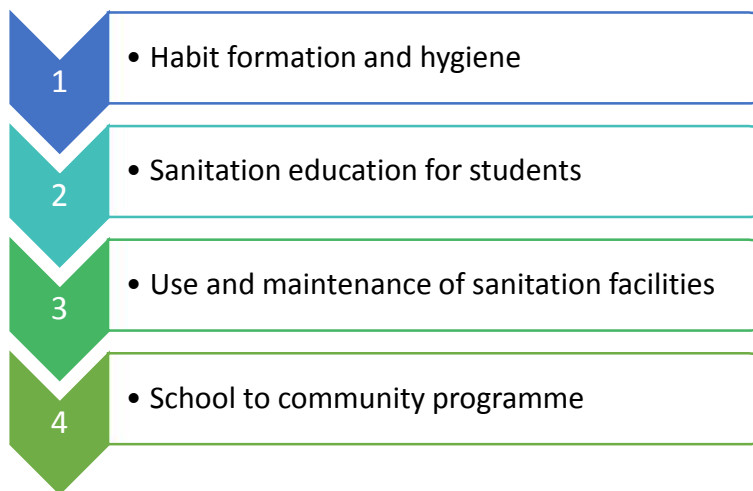 1
• Habit formation and hygiene
2
• Sanitation education for students
3
• Use and maintenance of sanitation facilities
4
• School to community programme